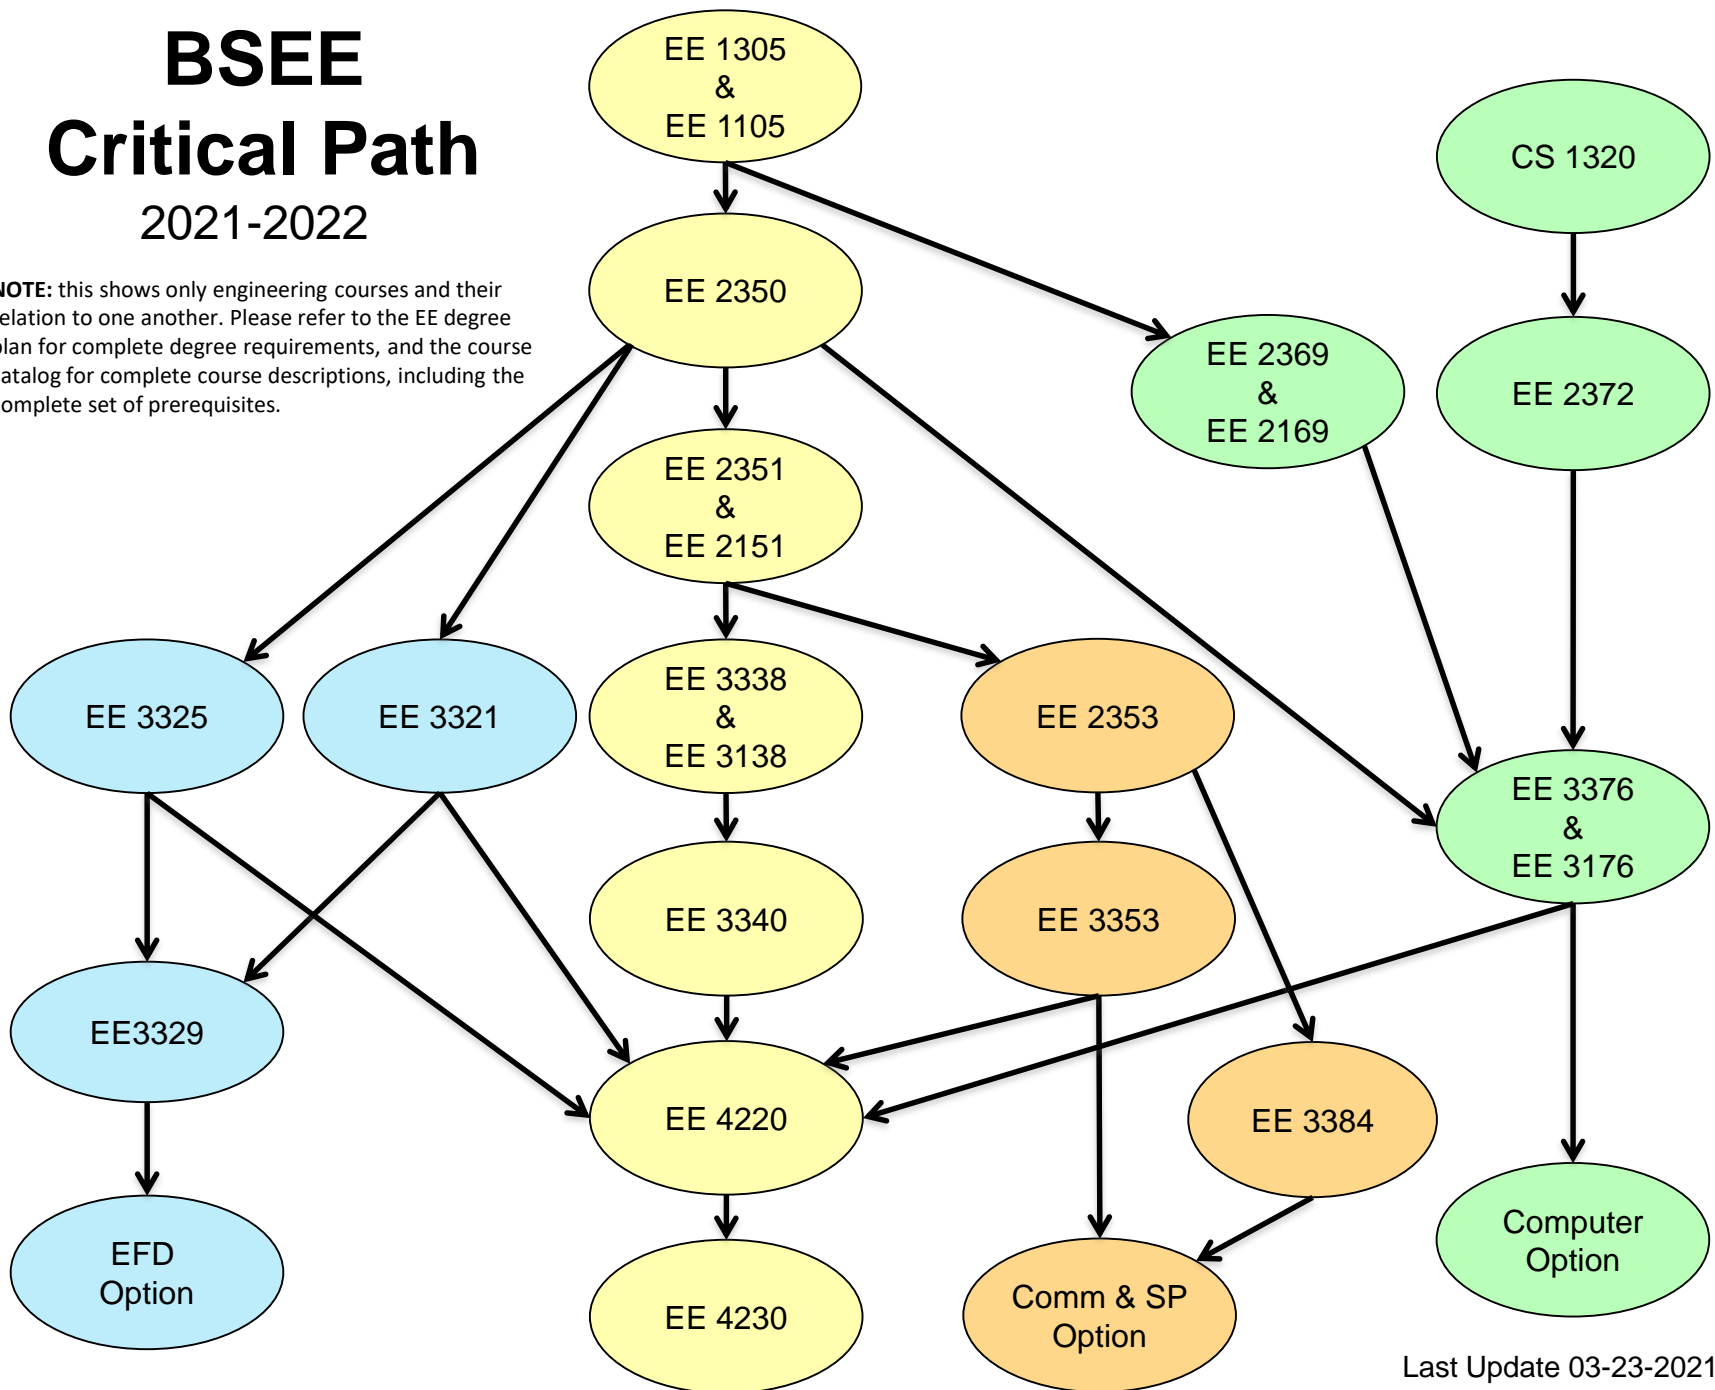 BSEE
Critical Path
2021-2022
NOTE: this shows only engineering courses and their
elation to one another. Please refer to the EE degree
plan for complete degree requirements, and the course
atalog for complete course descriptions, including the
omplete set of prerequisites.
EE 1305
&
EE 1105
CS 1320
EE 2350
EE 2369
&
EE 2169
EE 2372
EE 2351
&
EE 2151
EE 3325
EE 3321
EE 3338
&
EE 3138
EE 2353
EE 3376
&
EE 3176
EE 3340
EE 3353
EE3329
EE 4220
EE 3384
EFD
Option
EE 4230
Comm & SP
Option
Computer
Option
Last Update 03-23-2021